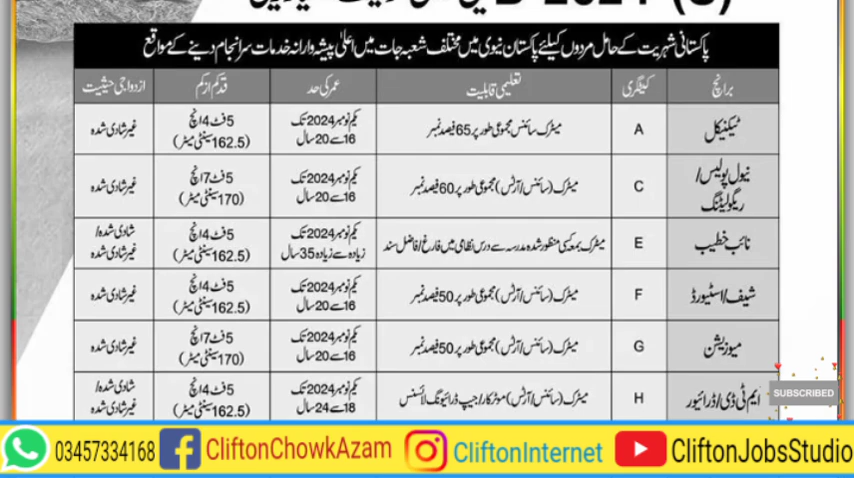 (S)
پاکستانی شہریت کے حامل مردوں کیلئے پاکستان نیوی میں مختلف شعبہ جات میں اعلیٰ پیشہ وارانہ خدمات سرانجام دینے کے مواقع
برانچ کیٹگری تعلیمی قابلیت عمر کی حد قد کم از کم ازدواجی حیثیت
ٹیکنیکل A میٹرک سائنس مجموعی طور پر 65 فیصد نمبر یکم نومبر 2024 تک 16 سے 20 سال 5 فٹ 4 انچ (162.5 سینٹی میٹر) غیر شادی شدہ
نیول پولیس/ ریگولیٹنگ C میٹرک (سائنس/آرٹس) مجموعی طور پر 60 فیصد نمبر یکم نومبر 2024 تک 16 سے 20 سال 5 فٹ 7 انچ (170 سینٹی میٹر) غیر شادی شدہ
نائب خطیب E میٹرک بمعہ کسی منظور شدہ مدرسہ سے درس نظامی میں فارغ/فاضل سند یکم نومبر 2024 تک زیادہ سے زیادہ 35 سال 5 فٹ 4 انچ (162.5 سینٹی میٹر) شادی شدہ/ غیر شادی شدہ
شیف/اسٹیورڈ F میٹرک (سائنس/آرٹس) مجموعی طور پر 50 فیصد نمبر یکم نومبر 2024 تک 16 سے 20 سال 5 فٹ 4 انچ (162.5 سینٹی میٹر) غیر شادی شدہ
میوزیشن G میٹرک (سائنس/آرٹس) مجموعی طور پر 50 فیصد نمبر یکم نومبر 2024 تک 16 سے 20 سال 5 فٹ 7 انچ (170 سینٹی میٹر) غیر شادی شدہ
ایم ٹی ڈی/ڈرائیور H میٹرک (سائنس/آرٹس) موٹر کار/جیپ ڈرائیونگ لائسنس یکم نومبر 2024 تک 18 سے 24 سال 5 فٹ 4 انچ (162.5 سینٹی میٹر) شادی شدہ/ غیر شادی شدہ
SUBSCRIBED
03457334168 CliftonChowkAzam CliftonInternet CliftonJobsStudio